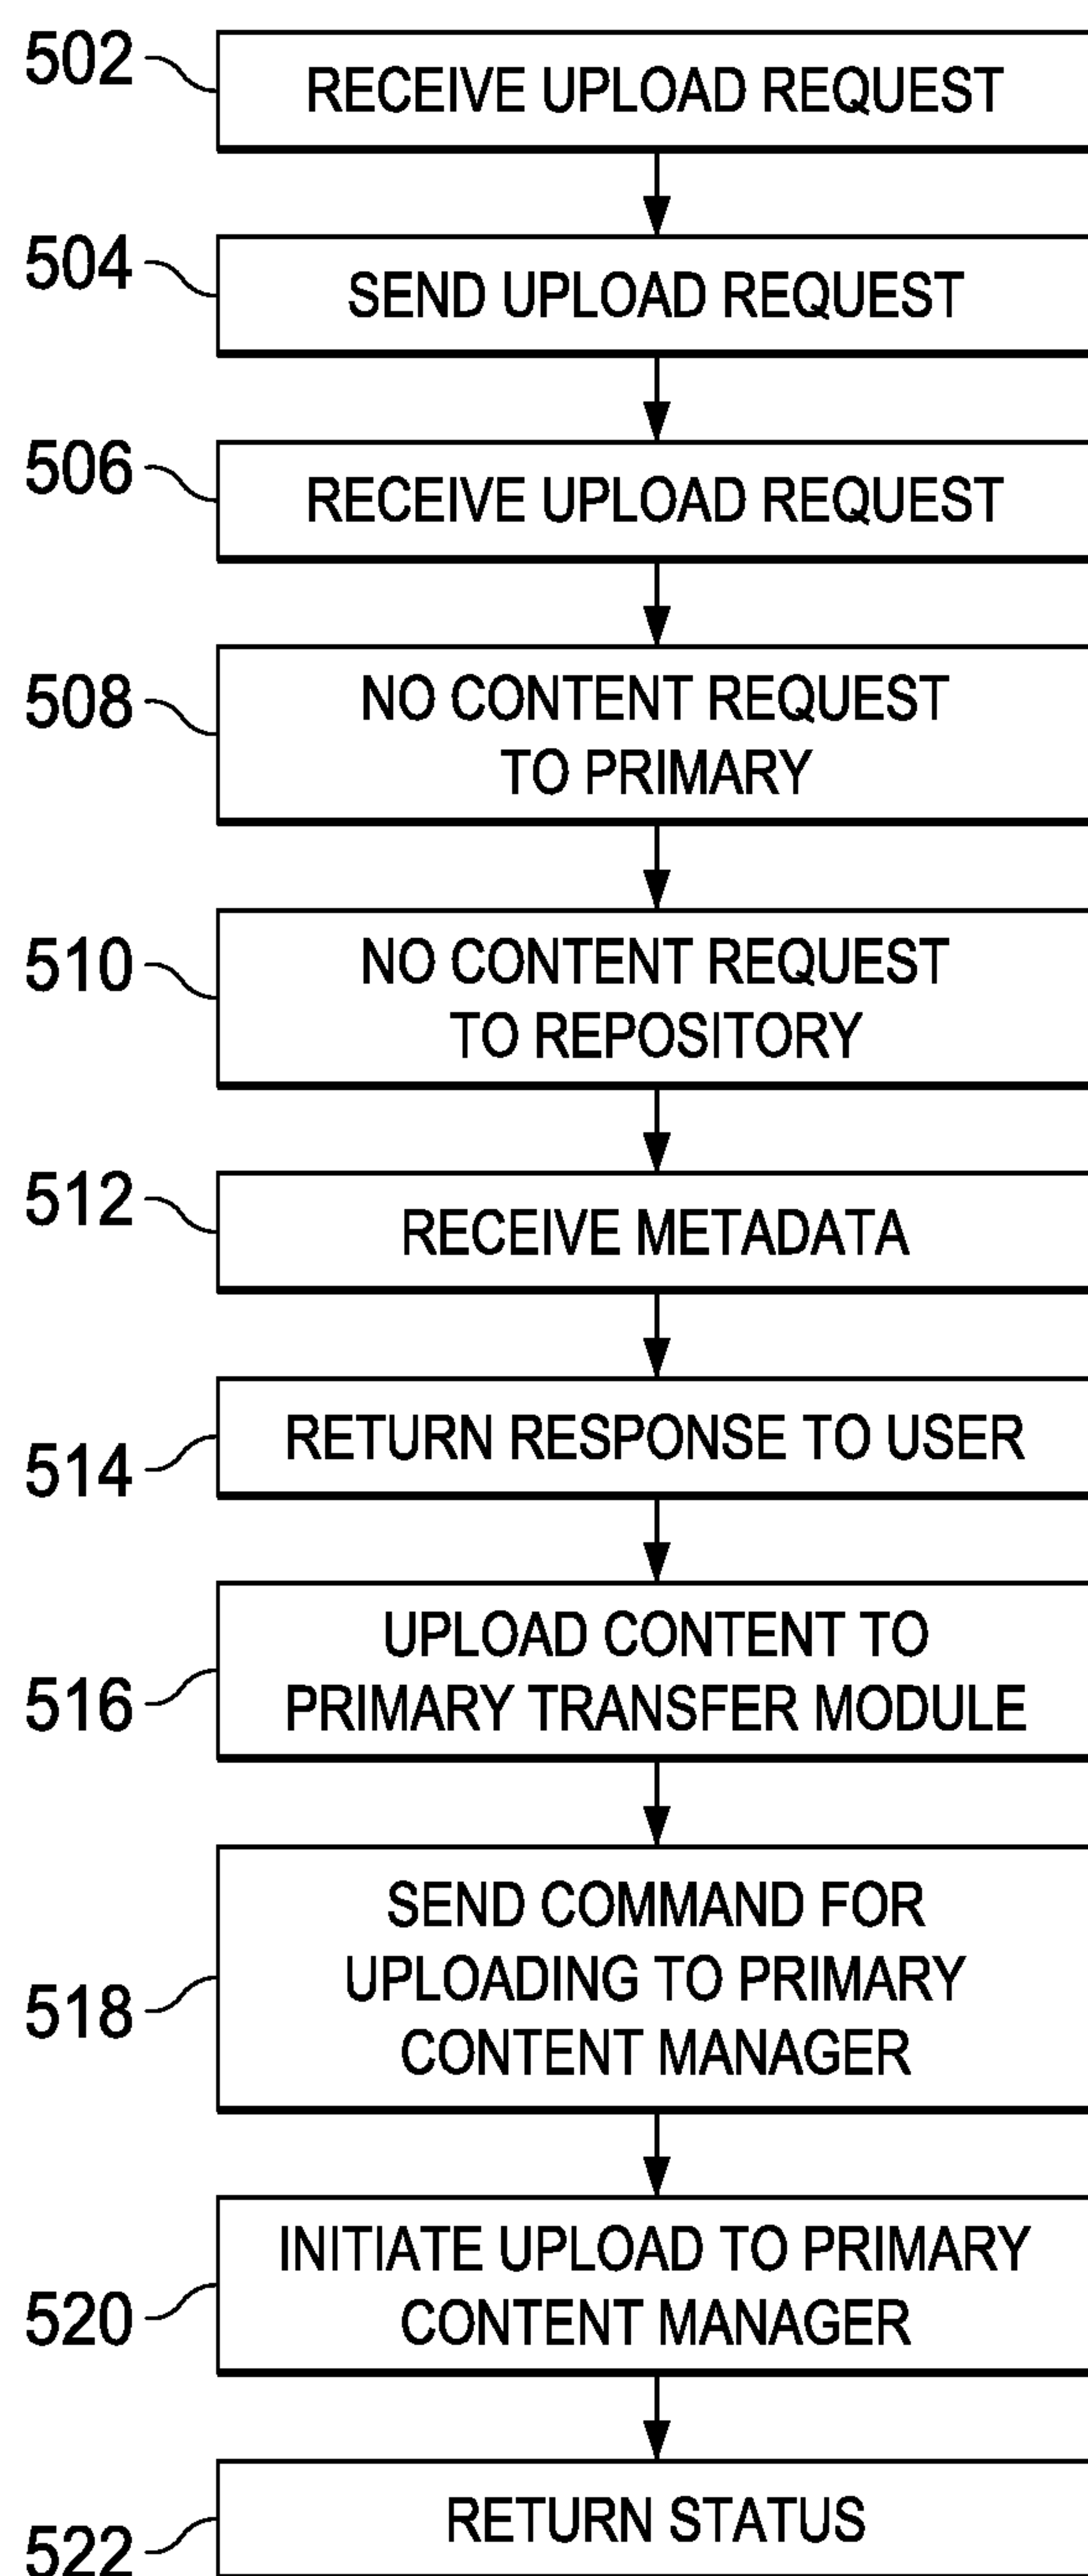 502
RECEIVE UPLOAD REQUEST
504
SEND UPLOAD REQUEST
506
RECEIVE UPLOAD REQUEST
508
NO CONTENT REQUEST
TO PRIMARY
510
NO CONTENT REQUEST
TO REPOSITORY
512
RECEIVE METADATA
514
RETURN RESPONSE TO USER
516
UPLOAD CONTENT TO
PRIMARY TRANSFER MODULE
518
SEND COMMAND FOR
UPLOADING TO PRIMARY
CONTENT MANAGER
520
INITIATE UPLOAD TO PRIMARY
CONTENT MANAGER
522
RETURN STATUS